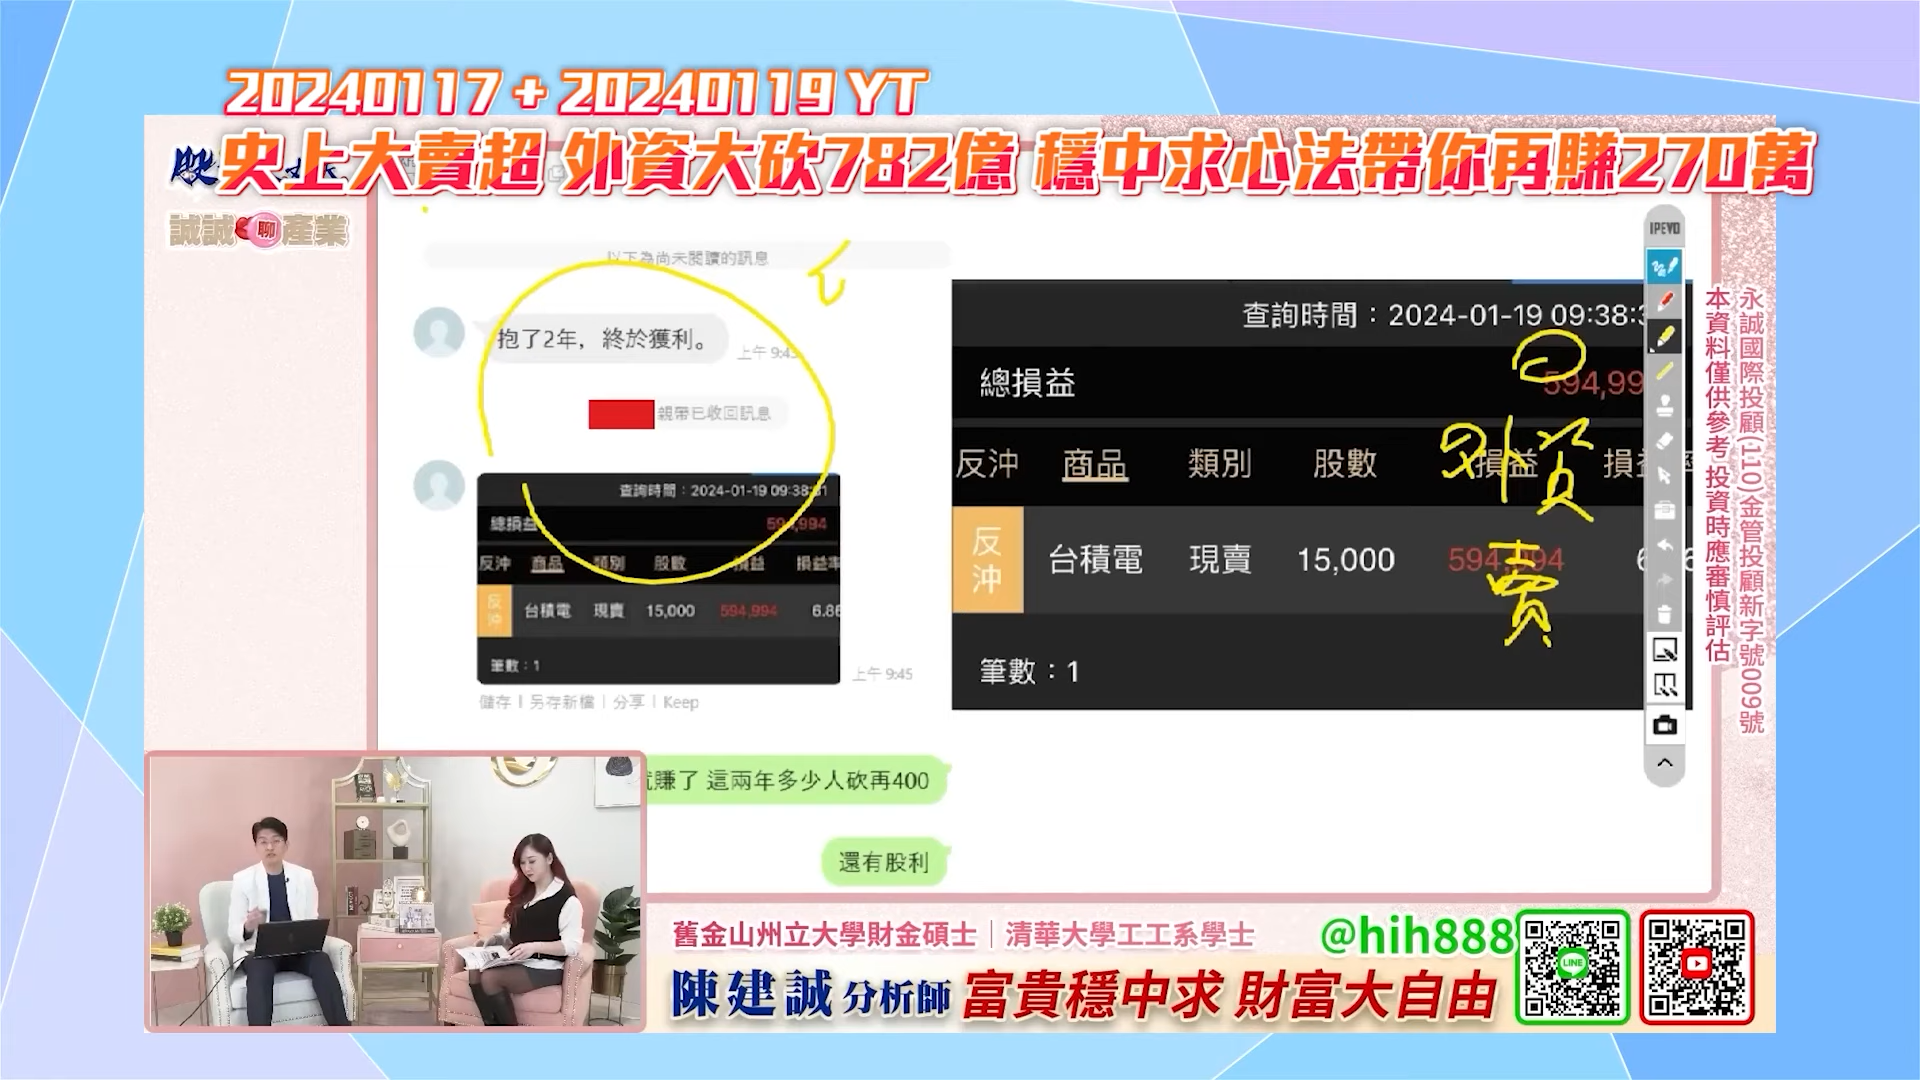 20240117 + 20240119 YT
史上大賣超 外資大砍782億 穩中求心法帶你再賺270萬
股
誠誠聊產業
以下為尚未閱讀的訊息
抱了2年，終於獲利。
上午 9:45
親帶已收回訊息
查詢時間：2024-01-19 09:38:31
總損益 594,994
反沖 商品 類別 股數 損益 損益率
反沖 台積電 現賣 15,000 594,994 6.86
筆數：1
上午 9:45
儲存 | 另存新檔 | 分享 | Keep
就賺了 這兩年多少人砍再400
還有股利
查詢時間：2024-01-19 09:38:3
總損益 594,99
反沖 商品 類別 股數 損益
反沖 台積電 現賣 15,000 594,994
筆數：1
外資
賣
IPEVO
永誠國際投顧(110)金管投顧新字號009號
本資料僅供參考 投資時應審慎評估
舊金山州立大學財金碩士｜清華大學工工系學士
@hih888
陳建誠 分析師 富貴穩中求 財富大自由
LINE